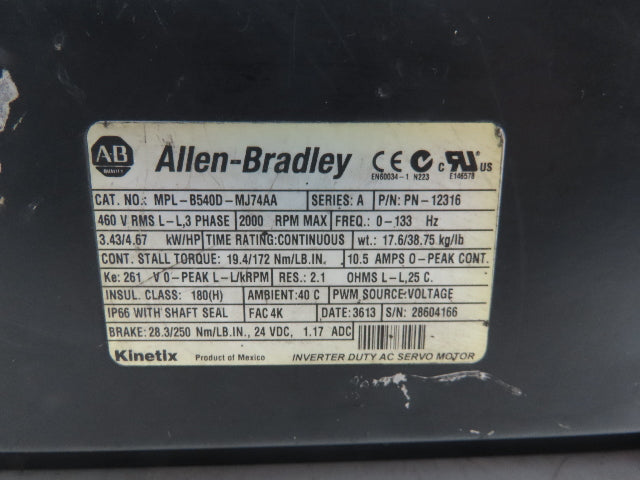 AB Allen-Bradley CE C UL US
EN60034-1 N223 E146578
CAT. NO.: MPL-B540D-MJ74AA SERIES: A P/N: PN-12316
460 V RMS L-L,3 PHASE 2000 RPM MAX FREQ.: 0-133 Hz
3.43/4.67 kW/HP TIME RATING:CONTINUOUS wt.: 17.6/38.75 kg/lb
CONT. STALL TORQUE: 19.4/172 Nm/LB.IN. 10.5 AMPS 0-PEAK CONT.
Ke: 261 V 0-PEAK L-L/kRPM RES.: 2.1 OHMS L-L,25 C.
INSUL. CLASS: 180(H) AMBIENT:40 C PWM SOURCE:VOLTAGE
IP66 WITH SHAFT SEAL FAC 4K DATE: 3613 S/N: 28604166
BRAKE: 28.3/250 Nm/LB.IN., 24 VDC, 1.17 ADC
Kinetix Product of Mexico INVERTER DUTY AC SERVO MOTOR